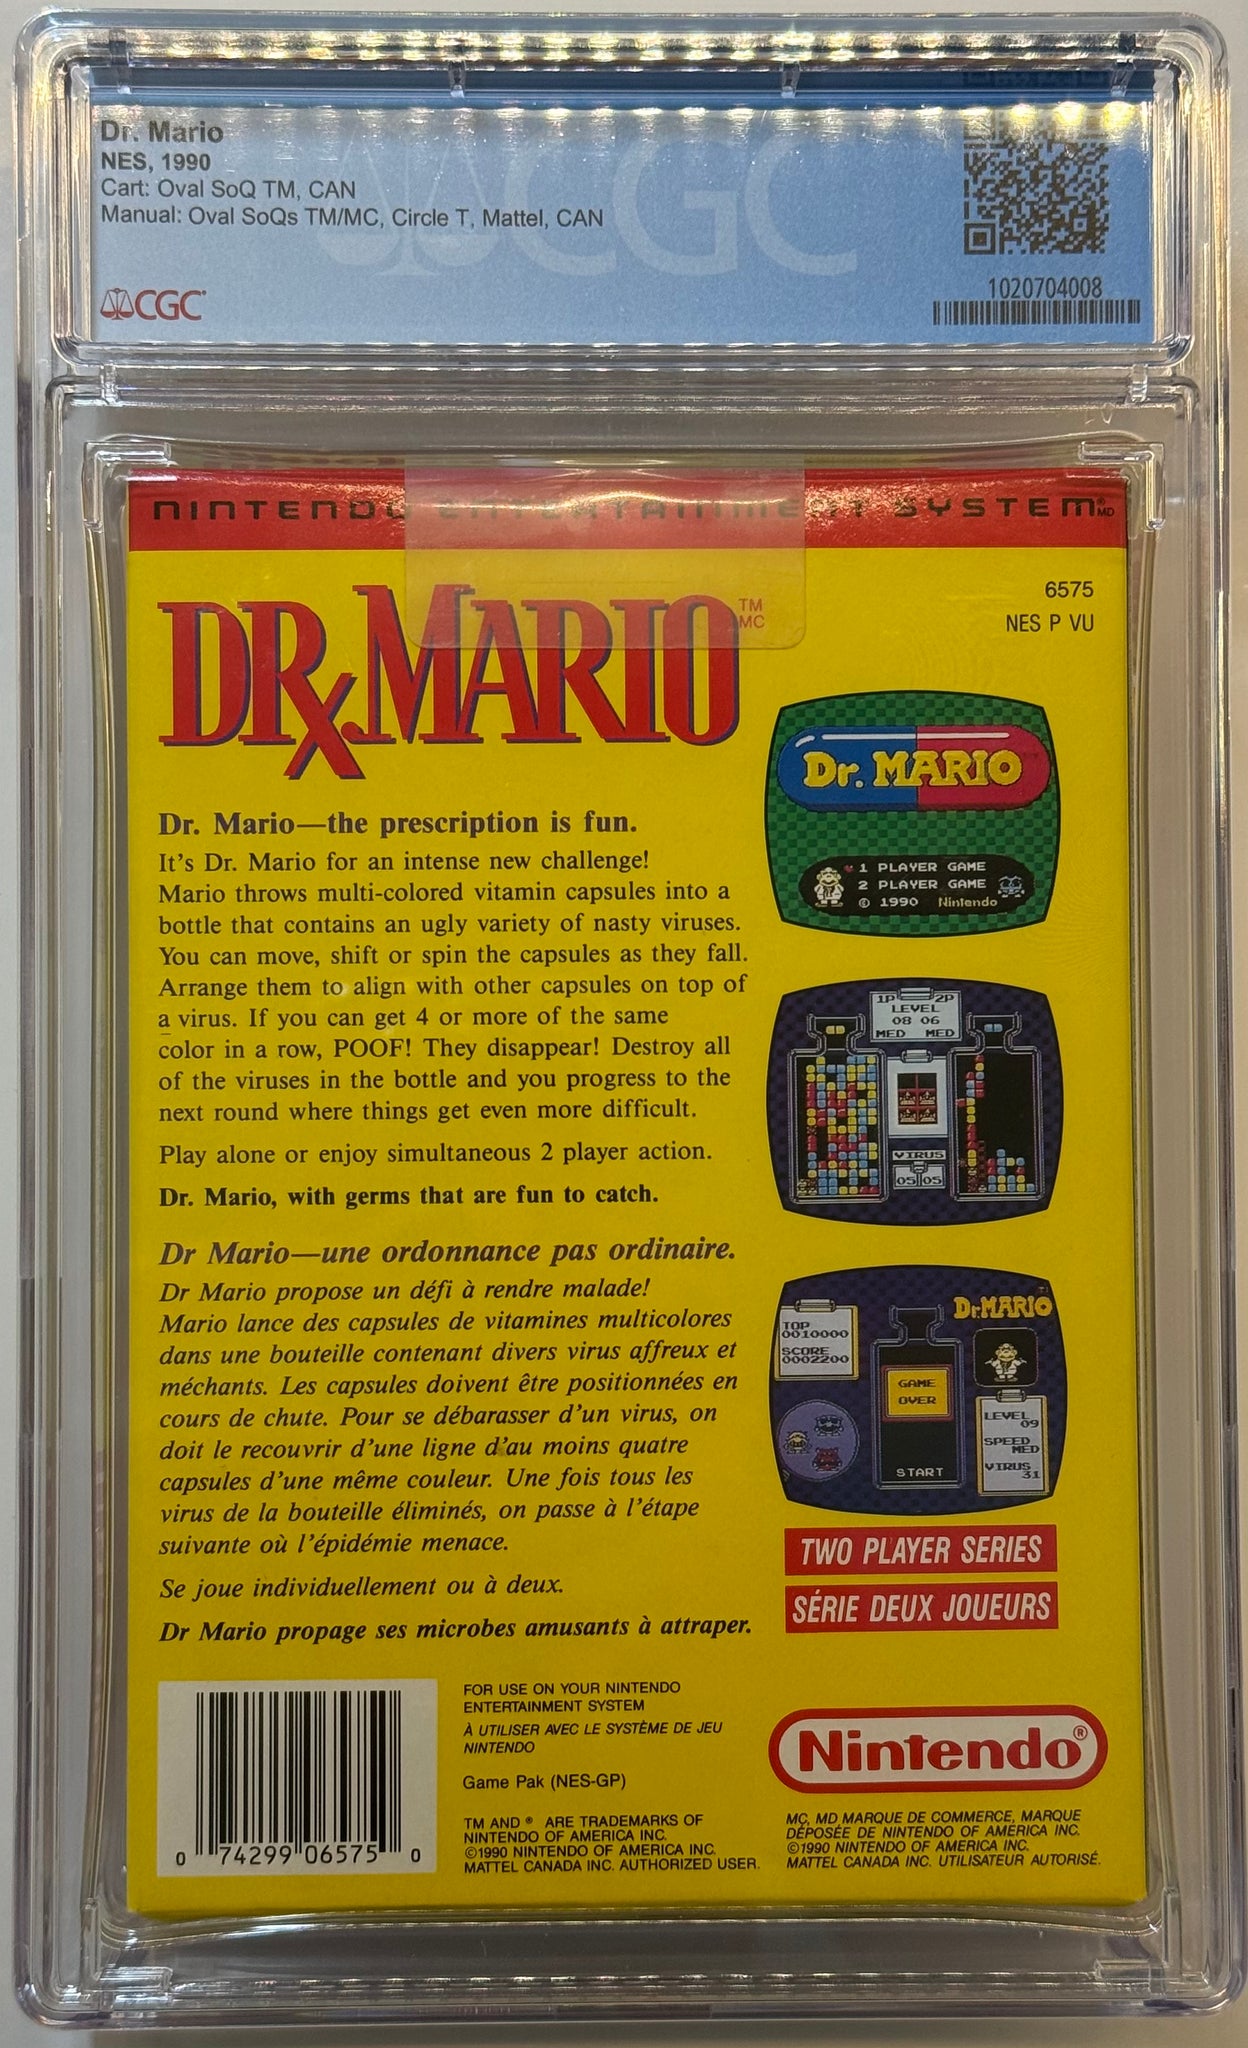 Dr. Mario
NES, 1990
Cart: Oval SoQ TM, CAN
Manual: Oval SoQs TM/MC, Circle T, Mattel, CAN
CGC
CGC
1020704008
NINTENDO ENTERTAINMENT SYSTEM®
MD
DRx.MARIO
TM
MC
6575
NES P VU
Dr. Mario—the prescription is fun.
It's Dr. Mario for an intense new challenge!
Mario throws multi-colored vitamin capsules into a
bottle that contains an ugly variety of nasty viruses.
You can move, shift or spin the capsules as they fall.
Arrange them to align with other capsules on top of
a virus. If you can get 4 or more of the same
color in a row, POOF! They disappear! Destroy all
of the viruses in the bottle and you progress to the
next round where things get even more difficult.
Play alone or enjoy simultaneous 2 player action.
Dr. Mario, with germs that are fun to catch.
Dr Mario—une ordonnance pas ordinaire.
Dr Mario propose un défi à rendre malade!
Mario lance des capsules de vitamines multicolores
dans une bouteille contenant divers virus affreux et
méchants. Les capsules doivent être positionnées en
cours de chute. Pour se débarasser d'un virus, on
doit le recouvrir d'une ligne d'au moins quatre
capsules d'une même couleur. Une fois tous les
virus de la bouteille éliminés, on passe à l'étape
suivante où l'épidémie menace.
Se joue individuellement ou à deux.
Dr Mario propage ses microbes amusants à attraper.
Dr. MARIO
1 PLAYER GAME
2 PLAYER GAME
© 1990 Nintendo
1P 2P
LEVEL
08 06
MED MED
VIRUS
05 05
Dr.MARIO
TOP
0010000
SCORE
0002200
GAME
OVER
START
LEVEL
09
SPEED
MED
VIRUS
31
TWO PLAYER SERIES
SÉRIE DEUX JOUEURS
0 74299 06575 0
FOR USE ON YOUR NINTENDO
ENTERTAINMENT SYSTEM
À UTILISER AVEC LE SYSTÈME DE JEU
NINTENDO
Game Pak (NES-GP)
TM AND ® ARE TRADEMARKS OF
NINTENDO OF AMERICA INC.
©1990 NINTENDO OF AMERICA INC.
MATTEL CANADA INC. AUTHORIZED USER.
Nintendo®
MC, MD MARQUE DE COMMERCE, MARQUE
DÉPOSÉE DE NINTENDO OF AMERICA INC.
©1990 NINTENDO OF AMERICA INC.
MATTEL CANADA INC. UTILISATEUR AUTORISÉ.